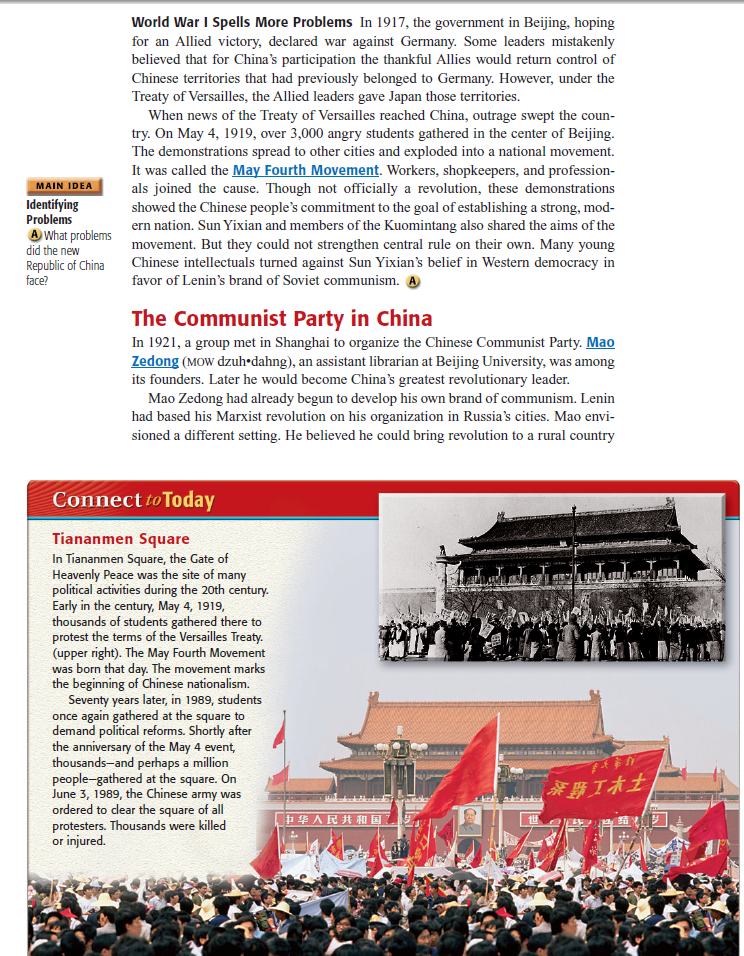 World War I Spells More Problems In 1917, the government in Beijing, hoping
for an Allied victory, declared war against Germany. Some leaders mistakenly
believed that for China's participation the thankful Allies would return control of
Chinese territories that had previously belonged to Germany. However, under the
Treaty of Versailles, the Allied leaders gave Japan those territories.
When news of the Treaty of Versailles reached China, outrage swept the coun-
try. On May 4, 1919, over 3,000 angry students gathered in the center of Beijing.
The demonstrations spread to other cities and exploded into a national movement.
It was called the May Fourth Movement. Workers, shopkeepers, and profession-
als joined the cause. Though not officially a revolution, these demonstrations
showed the Chinese people's commitment to the goal of establishing a strong, mod-
ern nation. Sun Yixian and members of the Kuomintang also shared the aims of the
movement. But they could not strengthen central rule on their own. Many young
Chinese intellectuals turned against Sun Yixian's belief in Western democracy in
favor of Lenin's brand of Soviet communism. A
MAIN IDEA
Identifying
Problems
A What problems
did the new
Republic of China
face?
The Communist Party in China
In 1921, a group met in Shanghai to organize the Chinese Communist Party. Mao
Zedong (MOW dzuh•dahng), an assistant librarian at Beijing University, was among
its founders. Later he would become China's greatest revolutionary leader.
Mao Zedong had already begun to develop his own brand of communism. Lenin
had based his Marxist revolution on his organization in Russia's cities. Mao envi-
sioned a different setting. He believed he could bring revolution to a rural country
Connect to Today
Tiananmen Square
In Tiananmen Square, the Gate of
Heavenly Peace was the site of many
political activities during the 20th century.
Early in the century, May 4, 1919,
thousands of students gathered there to
protest the terms of the Versailles Treaty.
(upper right). The May Fourth Movement
was born that day. The movement marks
the beginning of Chinese nationalism.
Seventy years later, in 1989, students
once again gathered at the square to
demand political reforms. Shortly after
the anniversary of the May 4 event,
thousands—and perhaps a million
people—gathered at the square. On
June 3, 1989, the Chinese army was
ordered to clear the square of all
protesters. Thousands were killed
or injured.
土木工程系
中华人民共和国 岁
世 民 结 岁